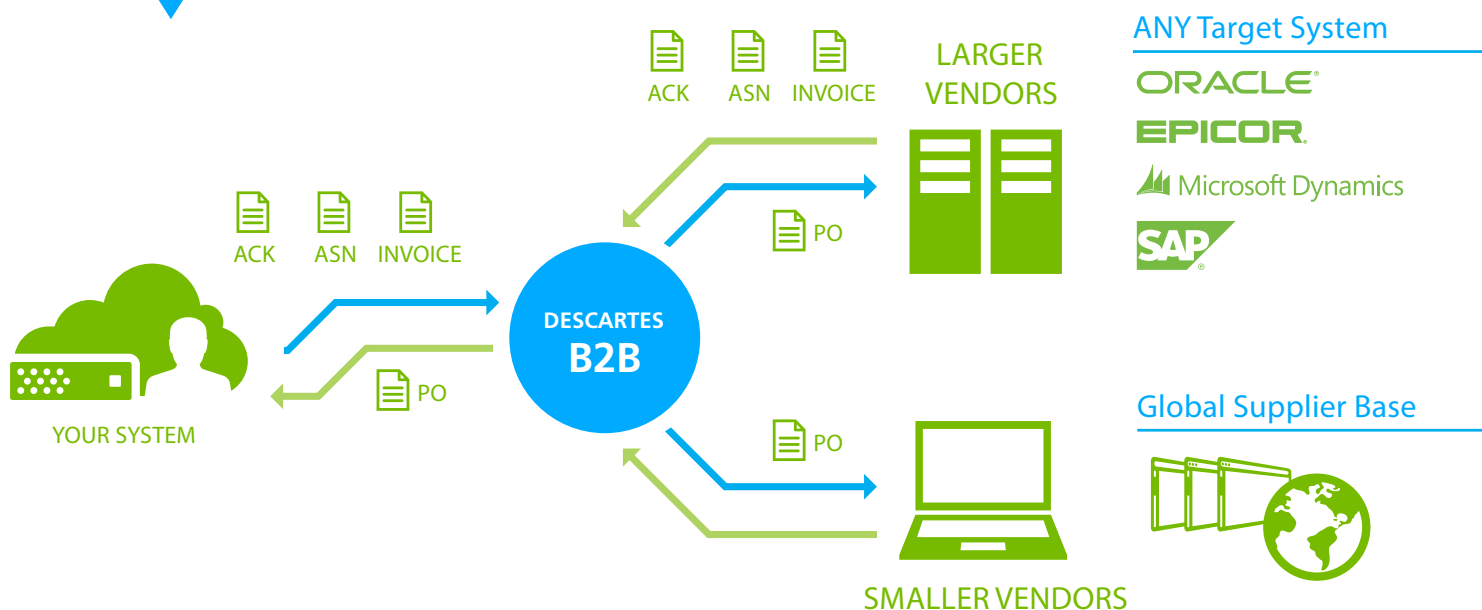 ANY Target System
LARGER
VENDORS
ACK ASN INVOICE
ORACLE®
EPICOR.
Microsoft Dynamics
SAP®
PO
ACK ASN INVOICE
DESCARTES
B2B
PO
YOUR SYSTEM
Global Supplier Base
PO
SMALLER VENDORS